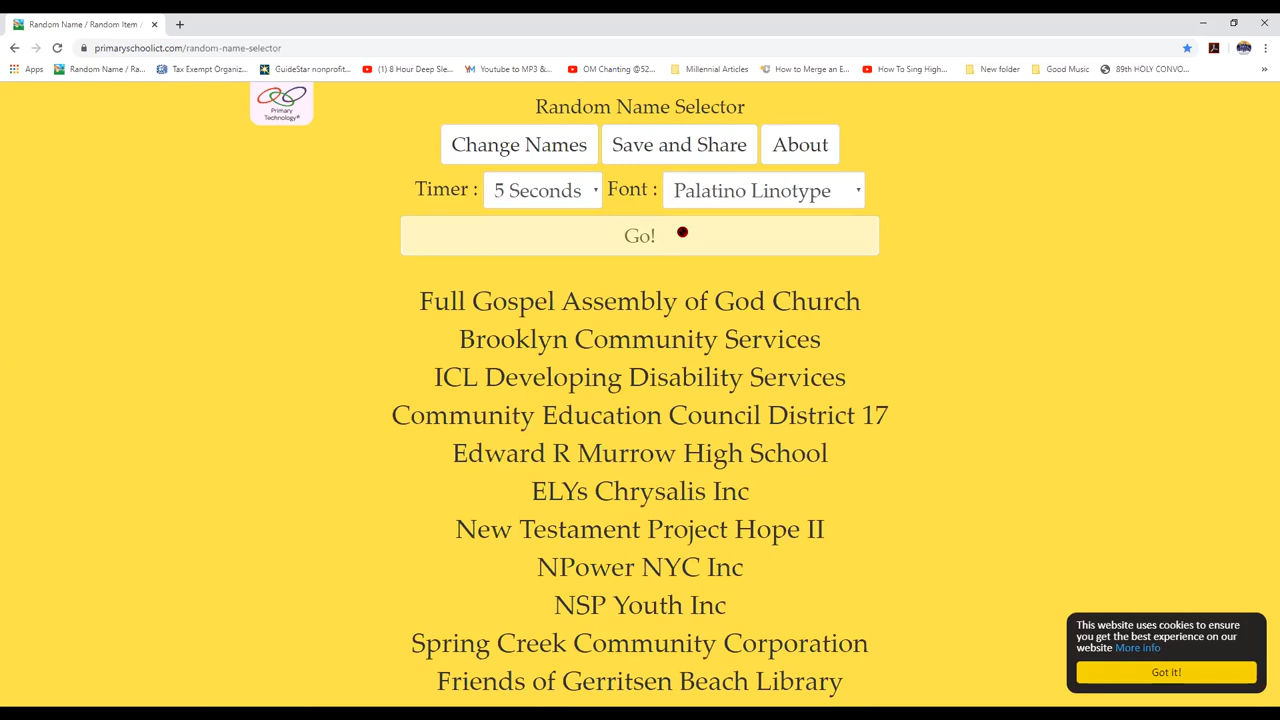 Random Name / Random Item /
primaryschoolict.com/random-name-selector
Apps
Random Name / Ra...
Tax Exempt Organiz...
GuideStar nonprofit...
(1) 8 Hour Deep Sle...
Youtube to MP3 &...
OM Chanting @52...
Millennial Articles
How to Merge an E...
How To Sing High...
New folder
Good Music
89th HOLY CONVO...
Primary
Technology®
Random Name Selector
Change Names
Save and Share
About
Timer :
5 Seconds
Font :
Palatino Linotype
Go!
Full Gospel Assembly of God Church
Brooklyn Community Services
ICL Developing Disability Services
Community Education Council District 17
Edward R Murrow High School
ELYs Chrysalis Inc
New Testament Project Hope II
NPower NYC Inc
NSP Youth Inc
Spring Creek Community Corporation
Friends of Gerritsen Beach Library
This website uses cookies to ensure
you get the best experience on our
website More info
Got it!